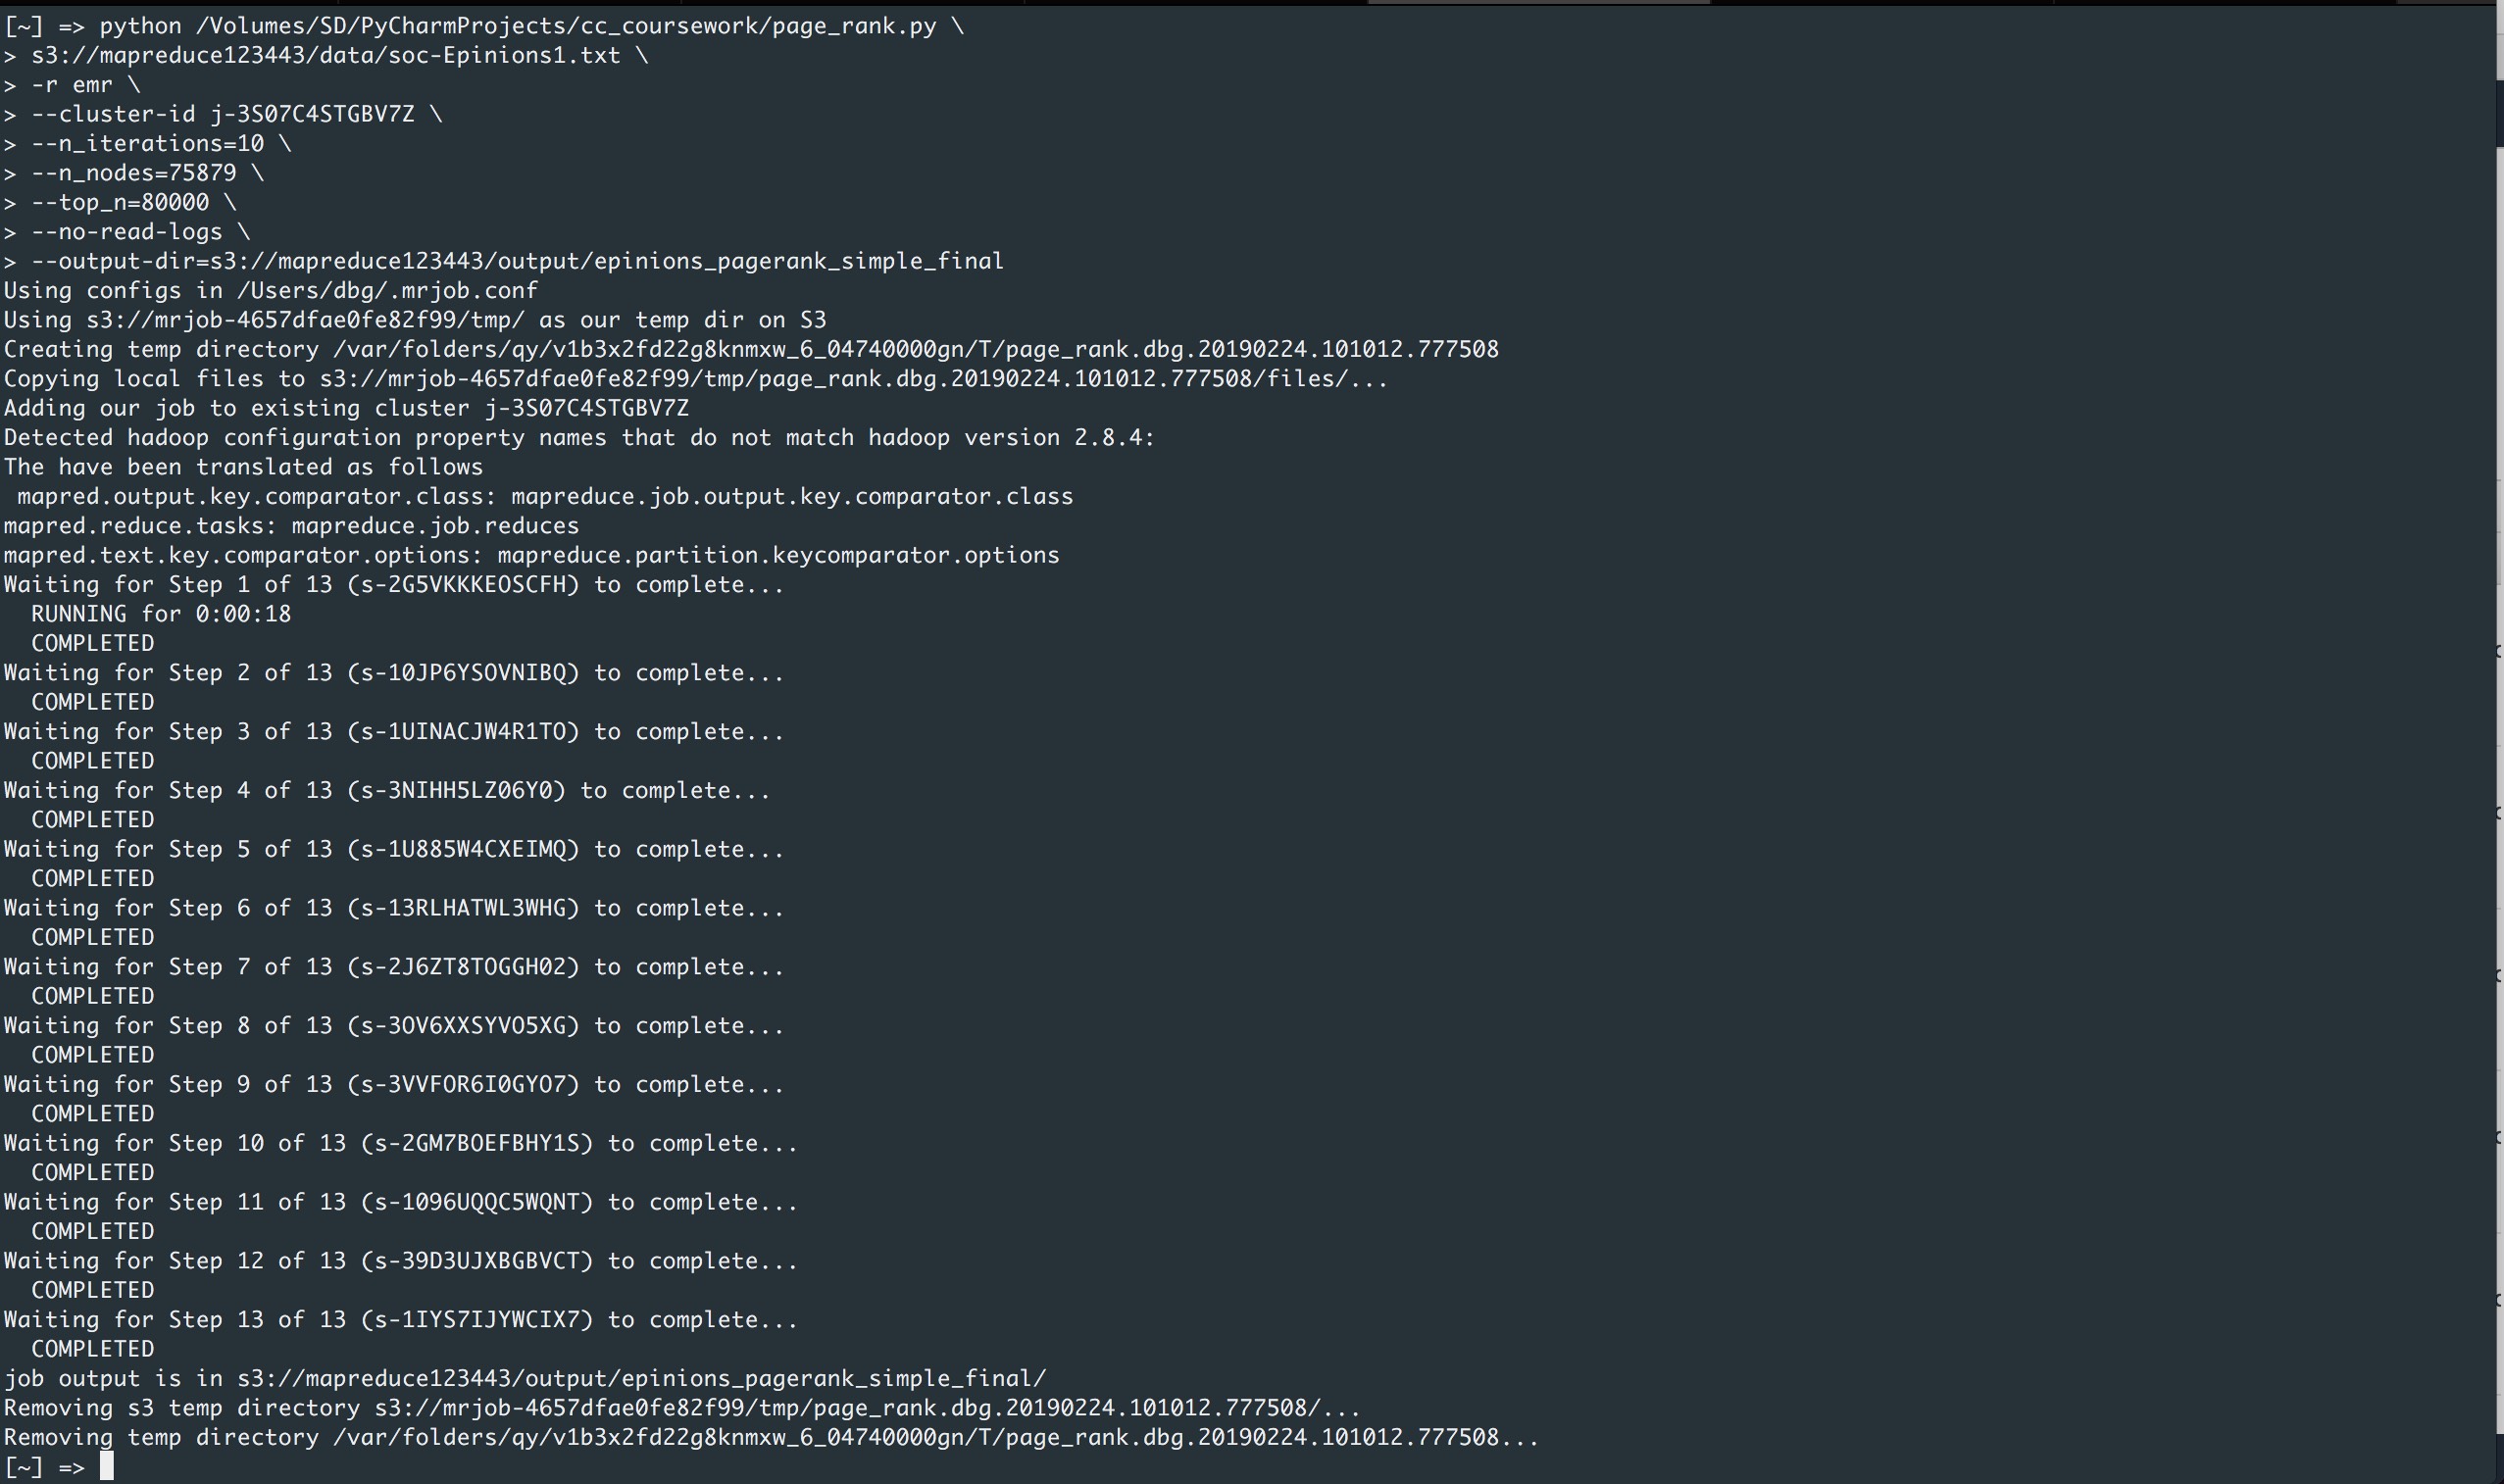 [~] => python /Volumes/SD/PyCharmProjects/cc_coursework/page_rank.py \
> s3://mapreduce123443/data/soc-Epinions1.txt \
> -r emr \
> --cluster-id j-3S07C4STGBV7Z \
> --n_iterations=10 \
> --n_nodes=75879 \
> --top_n=80000 \
> --no-read-logs \
> --output-dir=s3://mapreduce123443/output/epinions_pagerank_simple_final
Using configs in /Users/dbg/.mrjob.conf
Using s3://mrjob-4657dfae0fe82f99/tmp/ as our temp dir on S3
Creating temp directory /var/folders/qy/v1b3x2fd22g8knmxw_6_04740000gn/T/page_rank.dbg.20190224.101012.777508
Copying local files to s3://mrjob-4657dfae0fe82f99/tmp/page_rank.dbg.20190224.101012.777508/files/...
Adding our job to existing cluster j-3S07C4STGBV7Z
Detected hadoop configuration property names that do not match hadoop version 2.8.4:
The have been translated as follows
 mapred.output.key.comparator.class: mapreduce.job.output.key.comparator.class
mapred.reduce.tasks: mapreduce.job.reduces
mapred.text.key.comparator.options: mapreduce.partition.keycomparator.options
Waiting for Step 1 of 13 (s-2G5VKKKEOSCFH) to complete...
  RUNNING for 0:00:18
  COMPLETED
Waiting for Step 2 of 13 (s-10JP6YSOVNIBQ) to complete...
  COMPLETED
Waiting for Step 3 of 13 (s-1UINACJW4R1TO) to complete...
  COMPLETED
Waiting for Step 4 of 13 (s-3NIHH5LZ06Y0) to complete...
  COMPLETED
Waiting for Step 5 of 13 (s-1U885W4CXEIMQ) to complete...
  COMPLETED
Waiting for Step 6 of 13 (s-13RLHATWL3WHG) to complete...
  COMPLETED
Waiting for Step 7 of 13 (s-2J6ZT8TOGGH02) to complete...
  COMPLETED
Waiting for Step 8 of 13 (s-3OV6XXSYVO5XG) to complete...
  COMPLETED
Waiting for Step 9 of 13 (s-3VVFOR6I0GYO7) to complete...
  COMPLETED
Waiting for Step 10 of 13 (s-2GM7BOEFBHY1S) to complete...
  COMPLETED
Waiting for Step 11 of 13 (s-1096UQQC5WQNT) to complete...
  COMPLETED
Waiting for Step 12 of 13 (s-39D3UJXBGBVCT) to complete...
  COMPLETED
Waiting for Step 13 of 13 (s-1IYS7IJYWCIX7) to complete...
  COMPLETED
job output is in s3://mapreduce123443/output/epinions_pagerank_simple_final/
Removing s3 temp directory s3://mrjob-4657dfae0fe82f99/tmp/page_rank.dbg.20190224.101012.777508/...
Removing temp directory /var/folders/qy/v1b3x2fd22g8knmxw_6_04740000gn/T/page_rank.dbg.20190224.101012.777508...
[~] =>